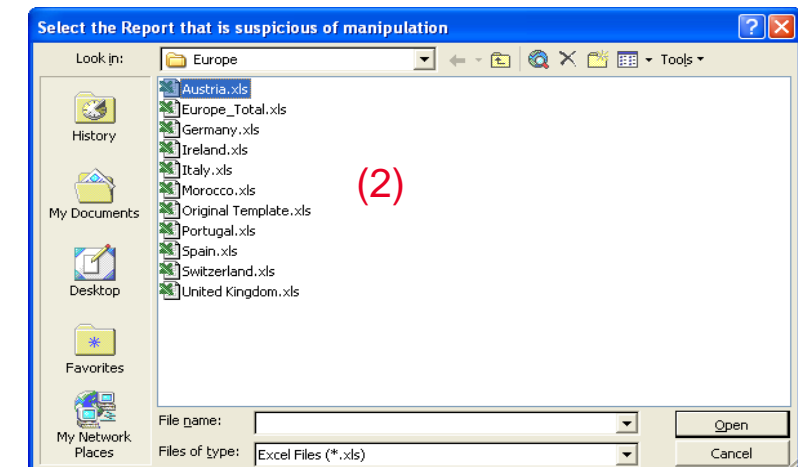 Select the Report that is suspicious of manipulation
Look in:
Europe
Tools
History
My Documents
Desktop
Favorites
My Network
Places
Austria.xls
Europe_Total.xls
Germany.xls
Ireland.xls
Italy.xls
Morocco.xls
Original Template.xls
Portugal.xls
Spain.xls
Switzerland.xls
United Kingdom.xls
(2)
File name:
Open
Files of type:
Excel Files (*.xls)
Cancel